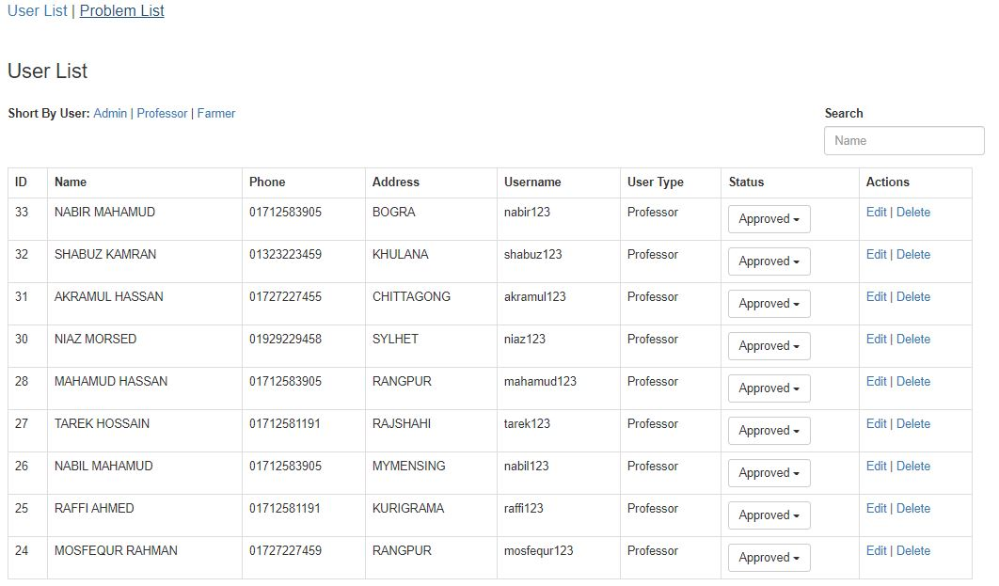 User List | Problem List
User List
Short By User: Admin | Professor | Farmer
Search
Name
ID Name Phone Address Username User Type Status Actions
33 NABIR MAHAMUD 01712583905 BOGRA nabir123 Professor Approved Edit | Delete
32 SHABUZ KAMRAN 01323223459 KHULANA shabuz123 Professor Approved Edit | Delete
31 AKRAMUL HASSAN 01727227455 CHITTAGONG akramul123 Professor Approved Edit | Delete
30 NIAZ MORSED 01929229458 SYLHET niaz123 Professor Approved Edit | Delete
28 MAHAMUD HASSAN 01712583905 RANGPUR mahamud123 Professor Approved Edit | Delete
27 TAREK HOSSAIN 01712581191 RAJSHAHI tarek123 Professor Approved Edit | Delete
26 NABIL MAHAMUD 01712583905 MYMENSING nabil123 Professor Approved Edit | Delete
25 RAFFI AHMED 01712581191 KURIGRAMA raffi123 Professor Approved Edit | Delete
24 MOSFEQUR RAHMAN 01727227459 RANGPUR mosfequr123 Professor Approved Edit | Delete